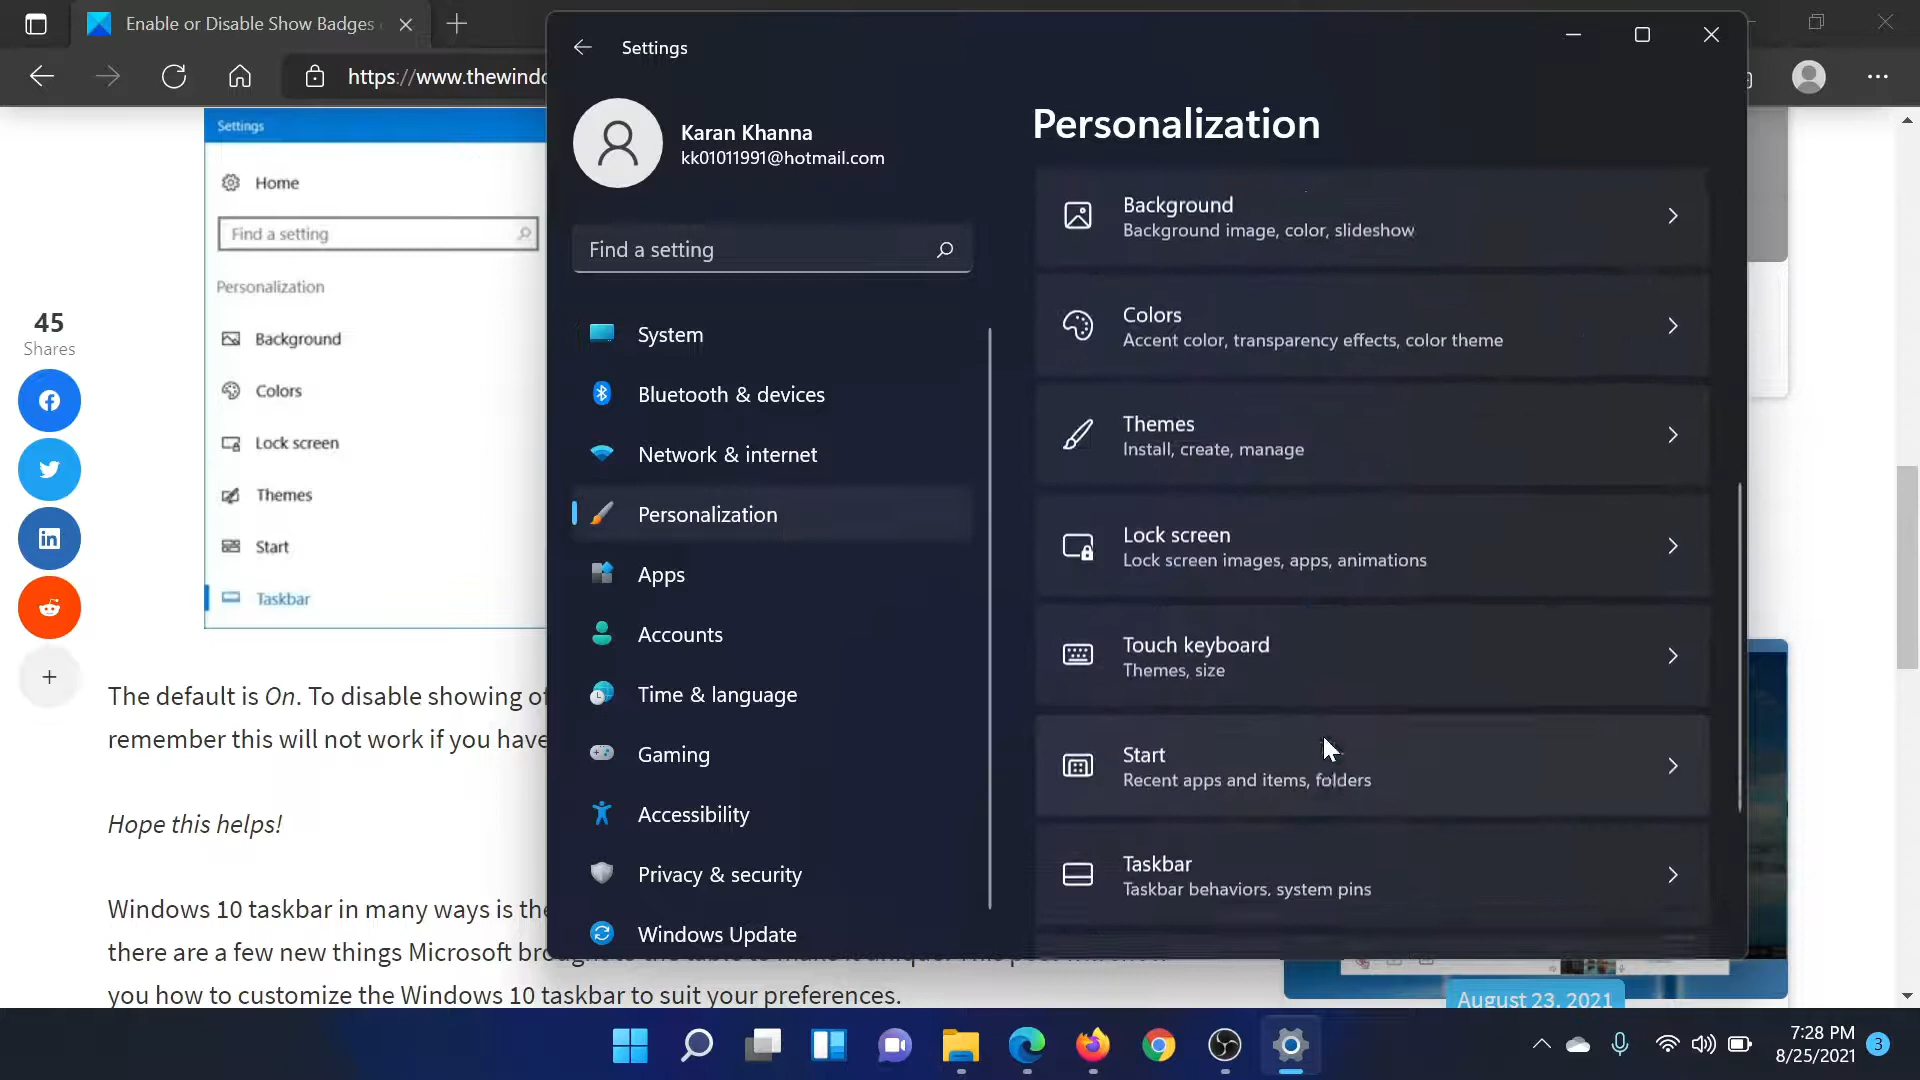 Enable or Disable Show Badges
https://www.thewindo
Settings
Home
Find a setting
Personalization
Background
Colors
Lock screen
Themes
Start
Taskbar
45
Shares
The default is On. To disable showing of
remember this will not work if you have
Hope this helps!
Windows 10 taskbar in many ways is the
there are a few new things Microsoft
you how to customize the Windows 10 taskbar to suit your preferences.
August 23, 2021
Settings
Karan Khanna
kk01011991@hotmail.com
Find a setting
System
Bluetooth & devices
Network & internet
Personalization
Apps
Accounts
Time & language
Gaming
Accessibility
Privacy & security
Windows Update
Personalization
Background
Background image, color, slideshow
Colors
Accent color, transparency effects, color theme
Themes
Install, create, manage
Lock screen
Lock screen images, apps, animations
Touch keyboard
Themes, size
Start
Recent apps and items, folders
Taskbar
Taskbar behaviors, system pins
7:28 PM
8/25/2021
3